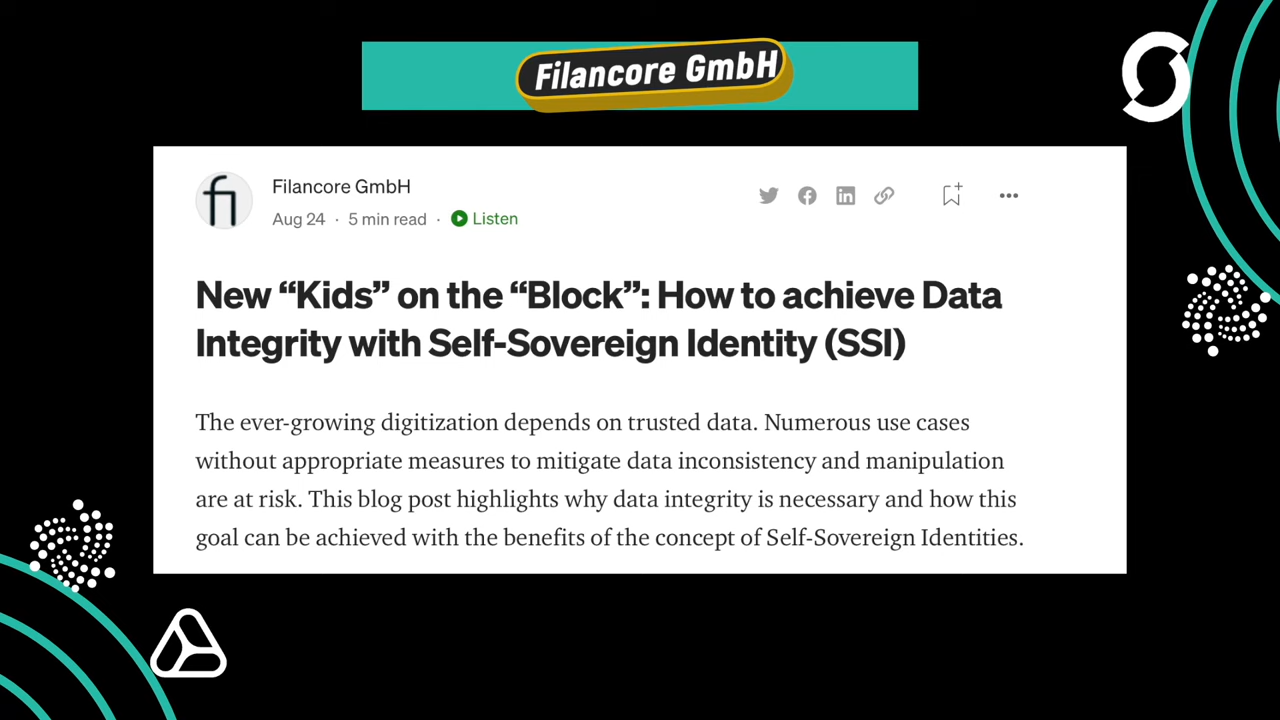 Filancore GmbH
Filancore GmbH
Aug 24 · 5 min read · Listen
New “Kids” on the “Block”: How to achieve Data
Integrity with Self-Sovereign Identity (SSI)
The ever-growing digitization depends on trusted data. Numerous use cases
without appropriate measures to mitigate data inconsistency and manipulation
are at risk. This blog post highlights why data integrity is necessary and how this
goal can be achieved with the benefits of the concept of Self-Sovereign Identities.